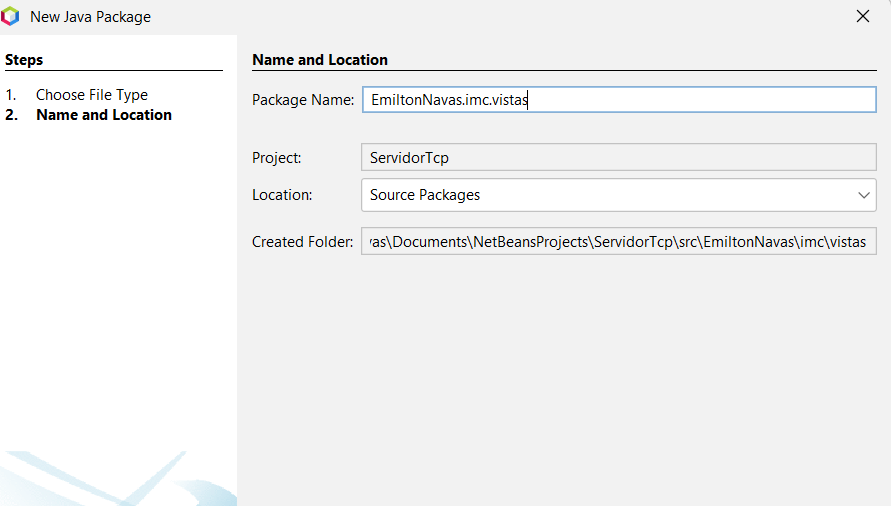 New Java Package
Steps
1. Choose File Type
2. Name and Location
Name and Location
Package Name: EmiltonNavas.imc.vistas
Project: ServidorTcp
Location: Source Packages
Created Folder: as\Documents\NetBeansProjects\ServidorTcp\src\EmiltonNavas\imc\vistas